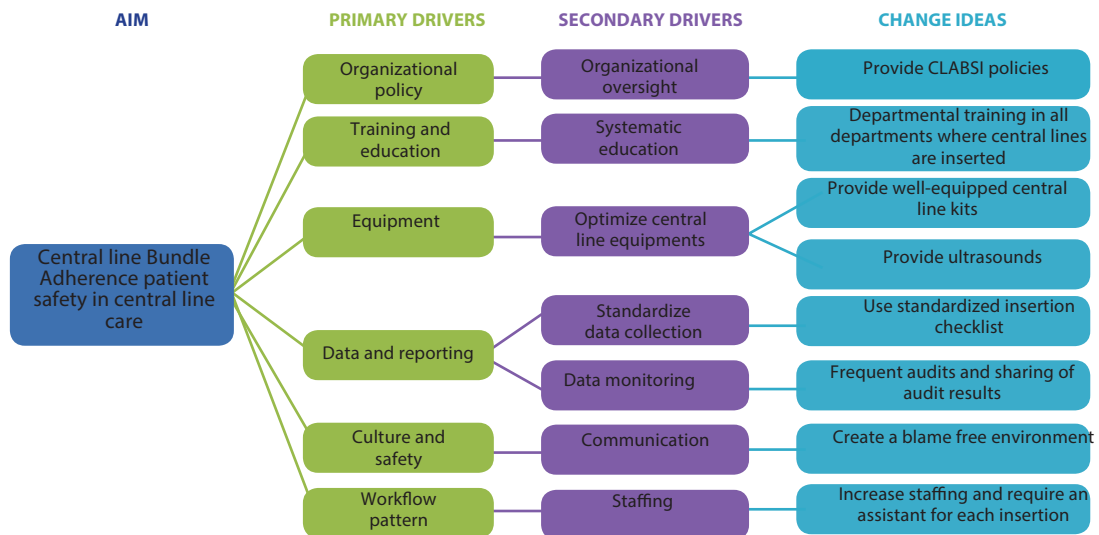 AIM
PRIMARY DRIVERS
SECONDARY DRIVERS
CHANGE IDEAS
Central line Bundle
Adherence patient
safety in central line
care
Organizational
policy
Organizational
oversight
Provide CLABSI policies
Training and
education
Systematic
education
Departmental training in all
departments where central lines
are inserted
Equipment
Optimize central
line equipments
Provide well-equipped central
line kits
Provide ultrasounds
Data and reporting
Standardize
data collection
Use standardized insertion
checklist
Data monitoring
Frequent audits and sharing of
audit results
Culture and
safety
Communication
Create a blame free environment
Workflow
pattern
Staffing
Increase staffing and require an
assistant for each insertion